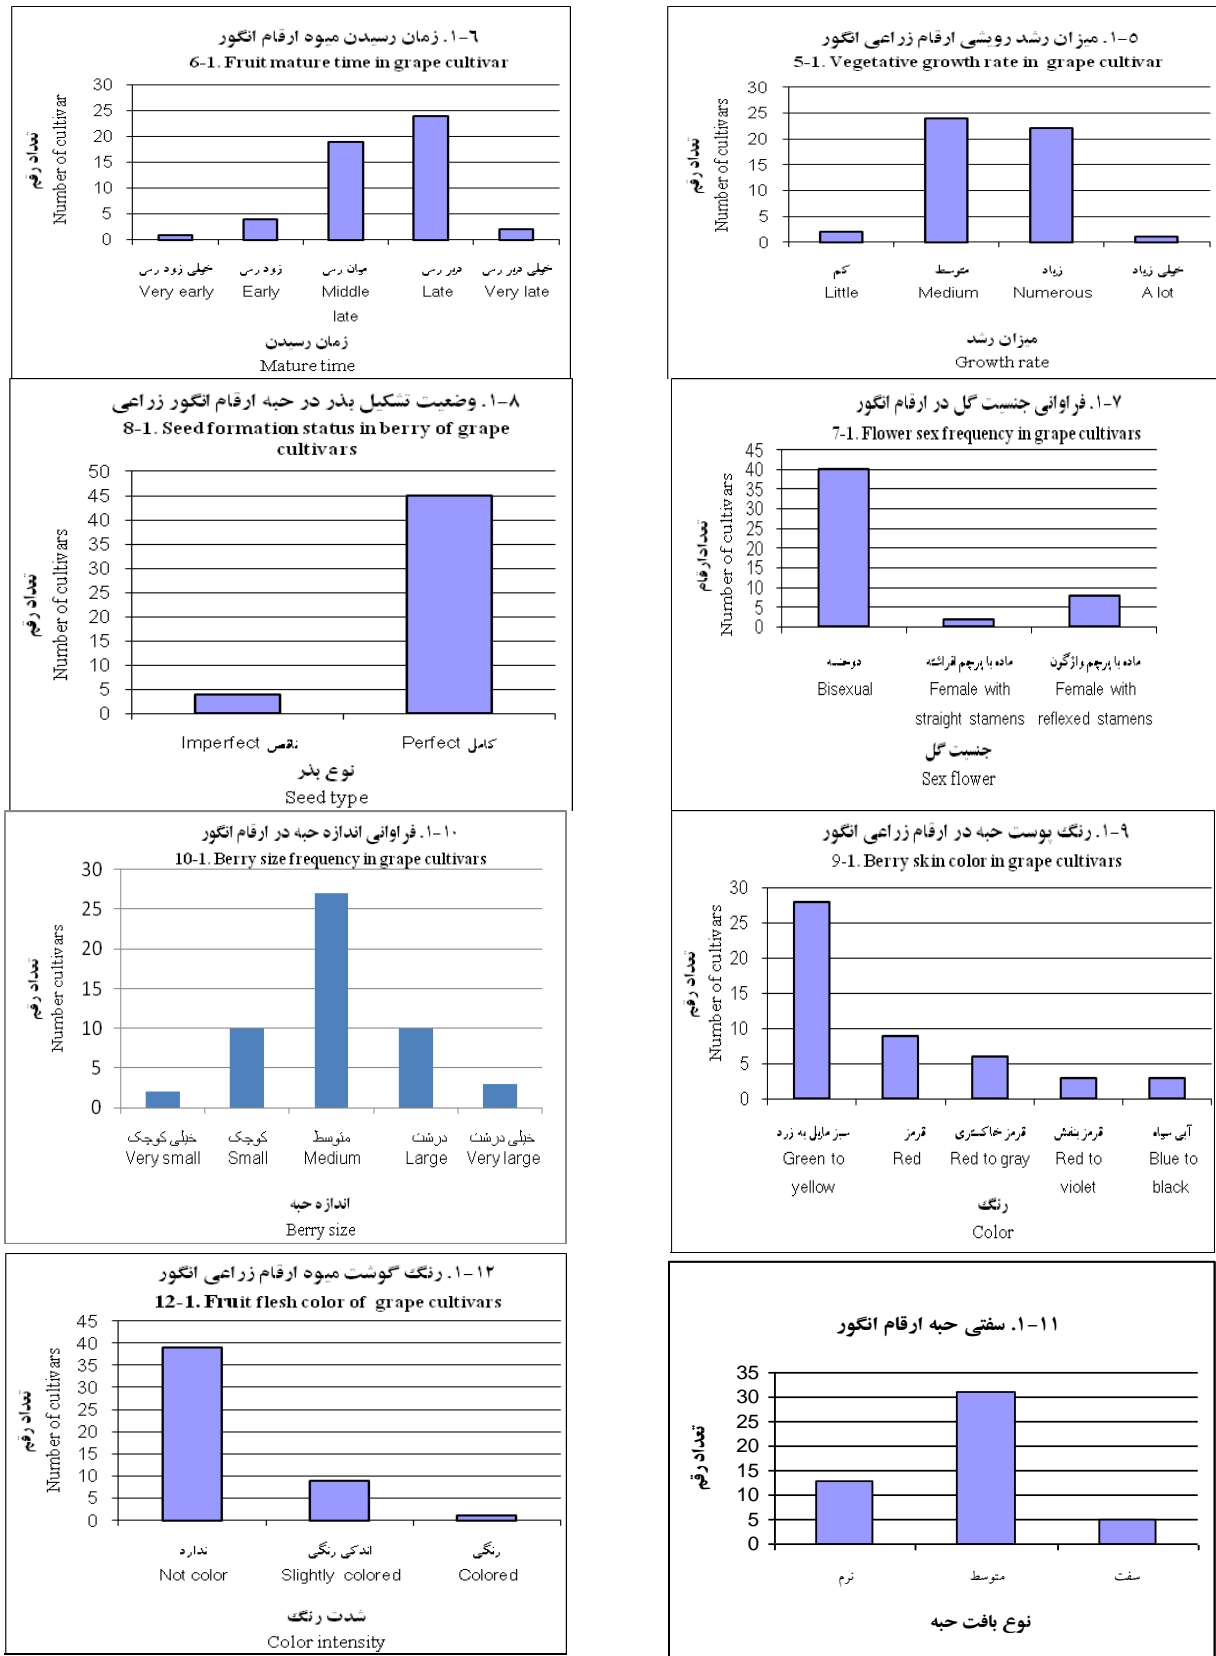 ۱-۶. زمان رسیدن میوه ارقام انگور
6-1. Fruit mature time in grape cultivar
30
25
20
15
10
5
0
تعداد رقم
Number of cultivars
خیلی زود رس
زود رس
میان رس
دیر رس
خیلی دیر رس
Very early
Early
Middle
Late
Very late
late
زمان رسیدن
Mature time
۱-۵. میزان رشد رویشی ارقام زراعی انگور
5-1. Vegetative growth rate in grape cultivar
30
25
20
15
10
5
0
تعداد رقم
Number of cultivars
کم
متوسط
زیاد
خیلی زیاد
Little
Medium
Numerous
A lot
میزان رشد
Growth rate
۱-۸. وضعیت تشکیل بذر در حبه ارقام انگور زراعی
8-1. Seed formation status in berry of grape
cultivars
50
45
40
35
30
25
20
15
10
5
0
تعداد رقم
Number of cultivars
Imperfect ناقص
Perfect کامل
نوع بذر
Seed type
۱-۷. فراوانی جنسیت گل در ارقام انگور
7-1. Flower sex frequency in grape cultivars
45
40
35
30
25
20
15
10
5
0
تعدادارقام
Number of cultivars
دوجنسه
ماده با پرچم افراشته
ماده با پرچم واژگون
Bisexual
Female with
Female with
straight stamens
reflexed stamens
جنسیت گل
Sex flower
۱-۱۰. فراوانی اندازه حبه در ارقام انگور
10-1. Berry size frequency in grape cultivars
30
25
20
15
10
5
0
تعداد رقم
Number cultivars
خیلی کوچک
کوچک
متوسط
درشت
خیلی درشت
Very small
Small
Medium
Large
Very large
اندازه حبه
Berry size
۱-۹. رنگ پوست حبه در ارقام زراعی انگور
9-1. Berry skin color in grape cultivars
30
25
20
15
10
5
0
تعداد رقم
Number of cultivars
سبز مایل به زرد
قرمز
قرمز خاکستری
قرمز بنفش
آبی سیاه
Green to
Red
Red to gray
Red to
Blue to
yellow
violet
black
رنگ
Color
۱-۱۲. رنگ گوشت میوه ارقام زراعی انگور
12-1. Fruit flesh color of grape cultivars
45
40
35
30
25
20
15
10
5
0
تعداد رقم
Number of cultivars
ندارد
اندکی رنگی
رنگی
Not color
Slightly colored
Colored
شدت رنگ
Color intensity
۱-۱۱. سفتی حبه ارقام انگور
35
30
25
20
15
10
5
0
تعداد رقم
نرم
متوسط
سفت
نوع بافت حبه